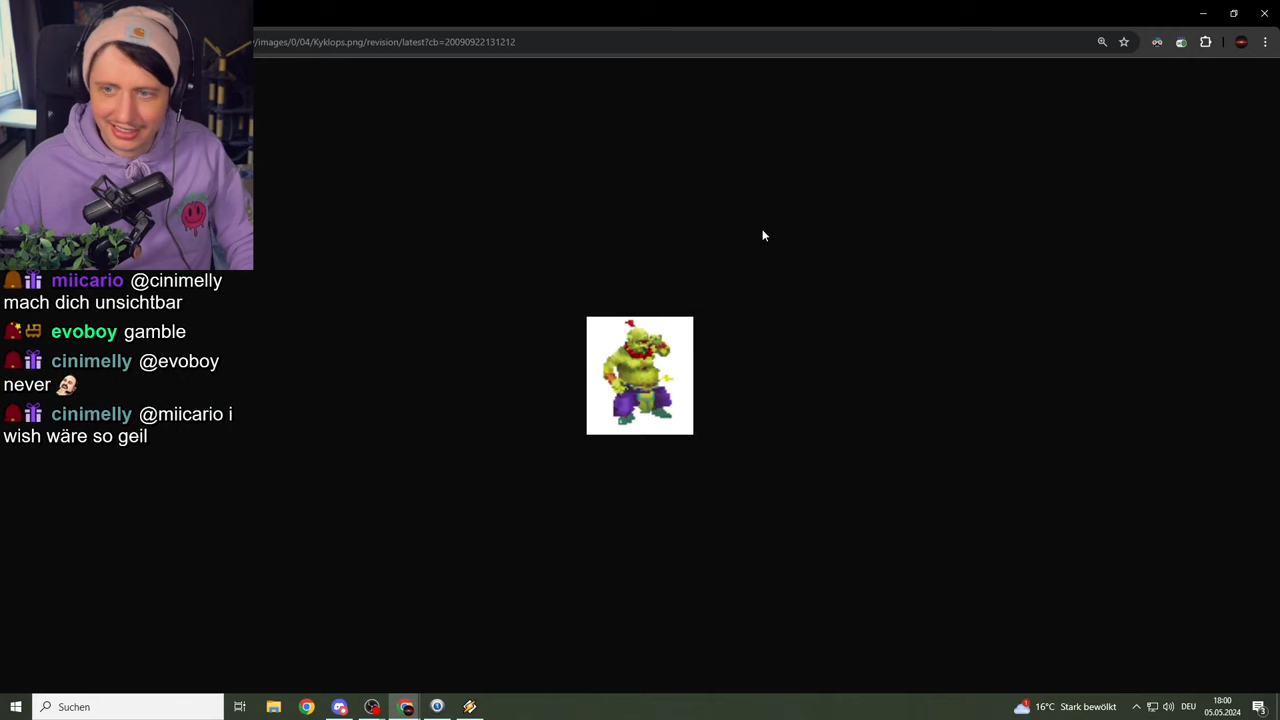 /images/0/04/Kyklops.png/revision/latest?cb=20090922131212
miicario @cinimelly
mach dich unsichtbar
evoboy gamble
cinimelly @evoboy
never
cinimelly @miicario i
wish wäre so geil
Suchen
16°C Stark bewölkt
DEU
18:00
05.05.2024
3